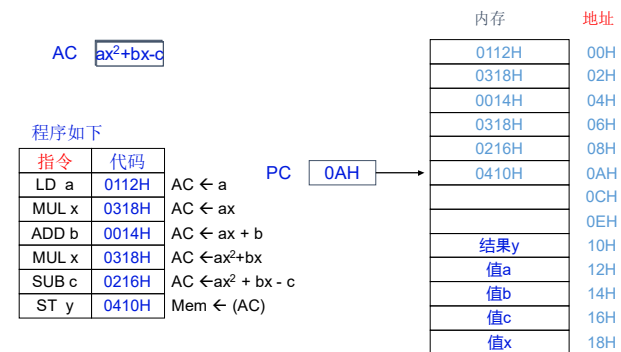 内存 地址
AC ax²+bx-c
0112H 00H
0318H 02H
0014H 04H
0318H 06H
0216H 08H
PC 0AH 0410H 0AH
0CH
0EH
结果y 10H
值a 12H
值b 14H
值c 16H
值x 18H
程序如下
指令 代码
LD a 0112H AC ← a
MUL x 0318H AC ← ax
ADD b 0014H AC ← ax + b
MUL x 0318H AC ←ax²+bx
SUB c 0216H AC ←ax² + bx - c
ST y 0410H Mem ← (AC)